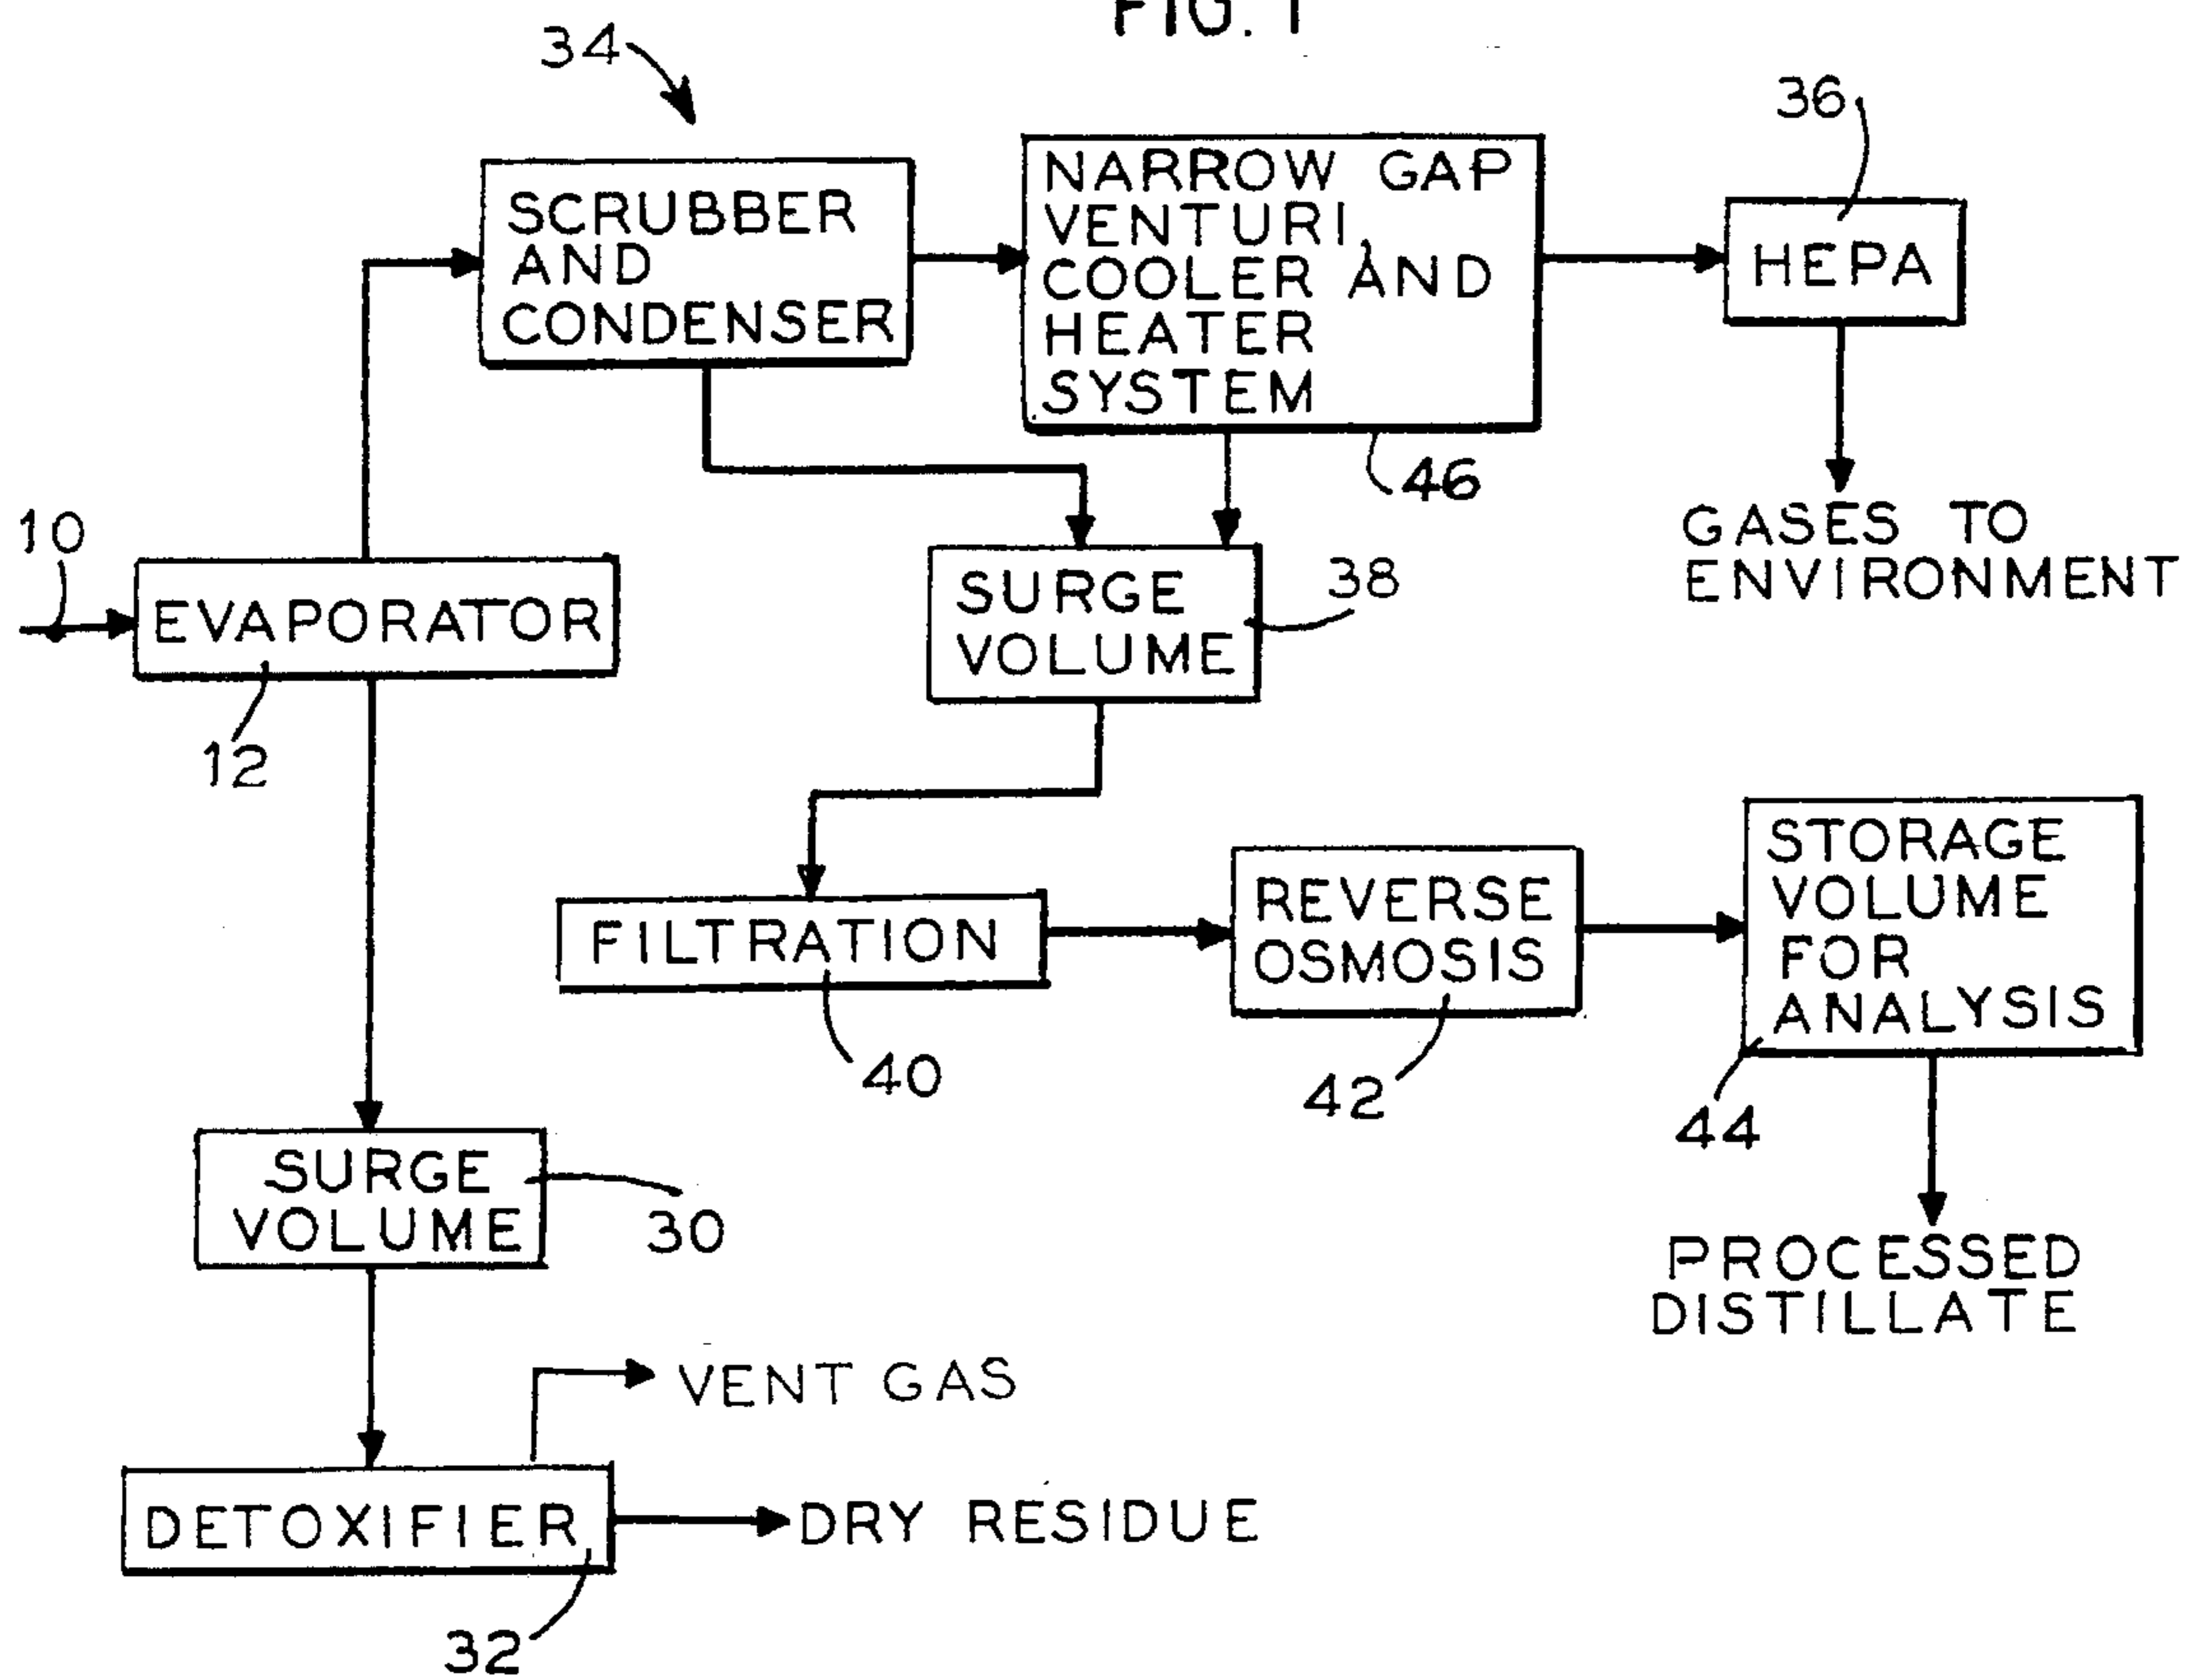 FIG. 1
34
36
SCRUBBER
AND
CONDENSER
NARROW GAP
VENTURI,
COOLER AND
HEATER
SYSTEM
HEPA
46
GASES TO
ENVIRONMENT
10
EVAPORATOR
12
SURGE
VOLUME
38
FILTRATION
40
REVERSE
OSMOSIS
42
STORAGE
VOLUME
FOR
ANALYSIS
44
PROCESSED
DISTILLATE
SURGE
VOLUME
30
VENT GAS
DETOXIFIER
DRY RESIDUE
32